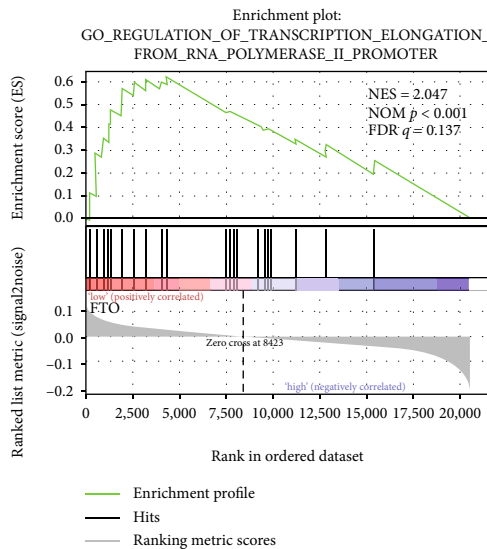 Enrichment plot:
GO_REGULATION_OF_TRANSCRIPTION_ELONGATION_
FROM_RNA_POLYMERASE_II_PROMOTER
Enrichment score (ES)
0.6
0.5
0.4
0.3
0.2
0.1
0.0
NES = 2.047
NOM p < 0.001
FDR q = 0.137
Ranked list metric (signal2noise)
'low' (positively correlated)
FTO
0.1
0.0
−0.1
−0.2
Zero cross at 8423
'high' (negatively correlated)
0 2,500 5,000 7,500 10,000 12,500 15,000 17,500 20,000
Rank in ordered dataset
Enrichment profile
Hits
Ranking metric scores